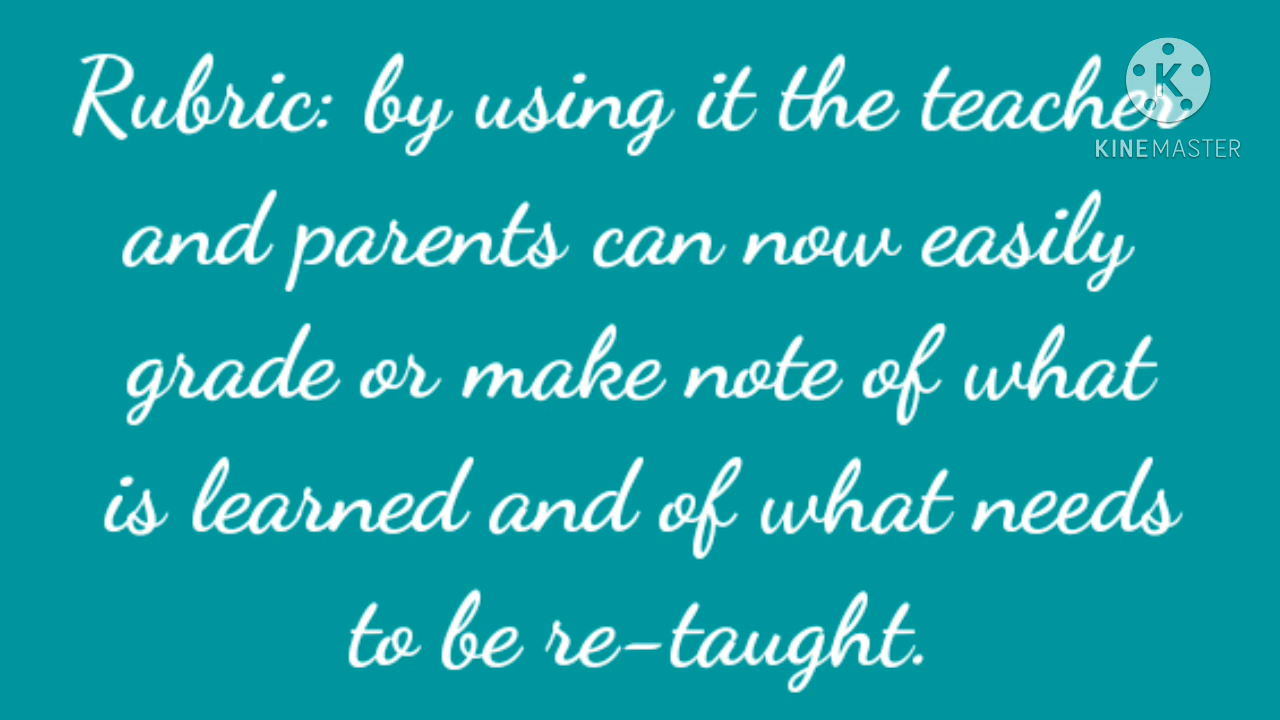 Rubric: by using it the teacher
and parents can now easily
grade or make note of what
is learned and of what needs
to be re-taught.
K
KINEMASTER